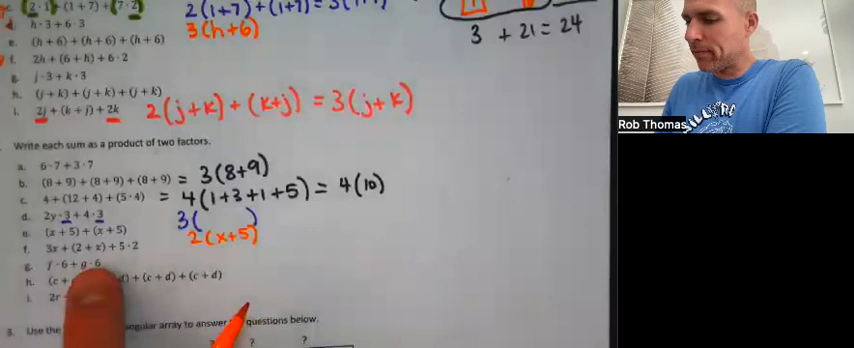 c. (2 · 1) + (1 + 7) + (7 · 2) 2(1+7) + (1+7) = 3(1+7)
d. h · 3 + 6 · 3 3(h+6)
e. (h + 6) + (h + 6) + (h + 6) 3 + 21 = 24
f. 2h + (6 + h) + 6 · 2
g. j · 3 + k · 3
h. (j + k) + (j + k) + (j + k)
i. 2j + (k + j) + 2k 2(j+k) + (k+j) = 3(j+k)
Write each sum as a product of two factors.
a. 6 · 7 + 3 · 7
b. (8 + 9) + (8 + 9) + (8 + 9) = 3(8+9)
c. 4 + (12 + 4) + (5 · 4) = 4(1+3+1+5) = 4(10)
d. 2y · 3 + 4 · 3 3( )
e. (x + 5) + (x + 5) 2(x+5)
f. 3x + (2 + x) + 5 · 2
g. f · 6 + g · 6
h. (c + d) + (c + d) + (c + d)
i. 2r
3. Use the angular array to answer questions below.
? ? ?
Rob Thomas